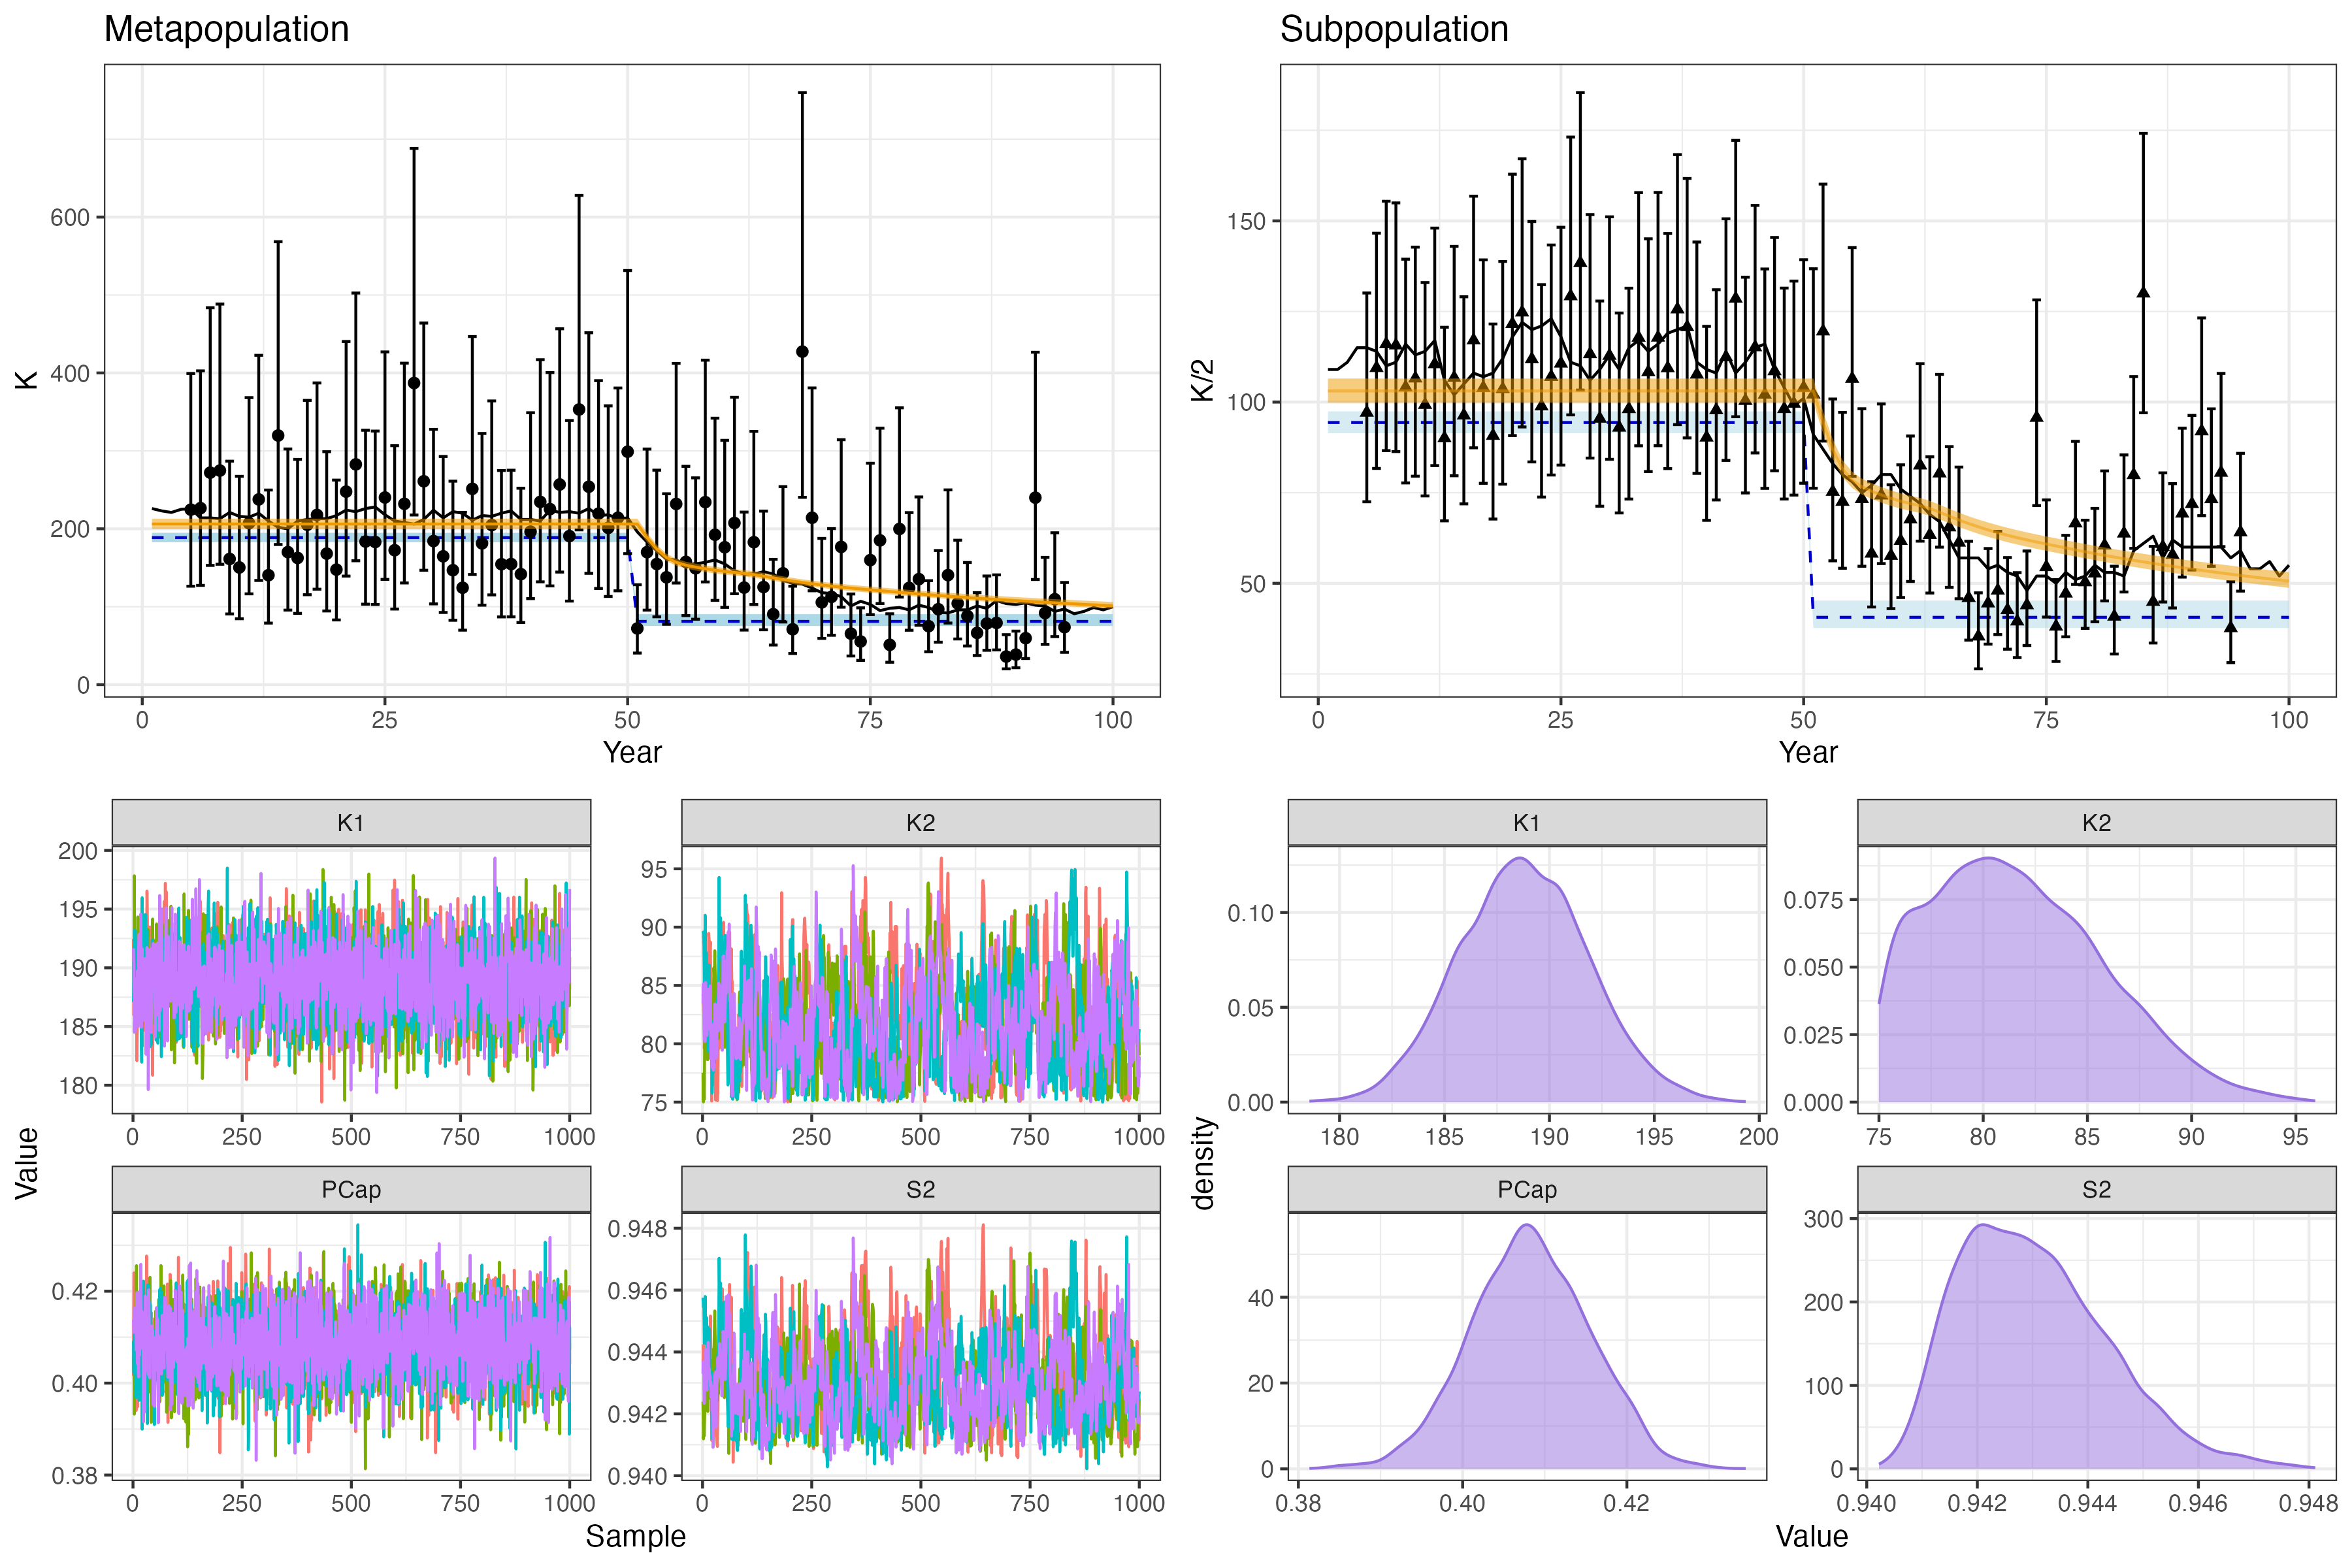 Metapopulation
Subpopulation
K
600
400
200
0
0 25 50 75 100
Year
K/2
150
100
50
0 25 50 75 100
Year
Value
K1
200
195
190
185
180
0 250 500 750 1000
K2
95
90
85
80
75
0 250 500 750 1000
PCap
0.42
0.40
0.38
0 250 500 750 1000
S2
0.948
0.946
0.944
0.942
0.940
0 250 500 750 1000
Sample
density
K1
0.10
0.05
0.00
180 185 190 195 200
K2
0.075
0.050
0.025
0.000
75 80 85 90 95
PCap
40
20
0
0.38 0.40 0.42
S2
300
200
100
0
0.940 0.942 0.944 0.946 0.948
Value